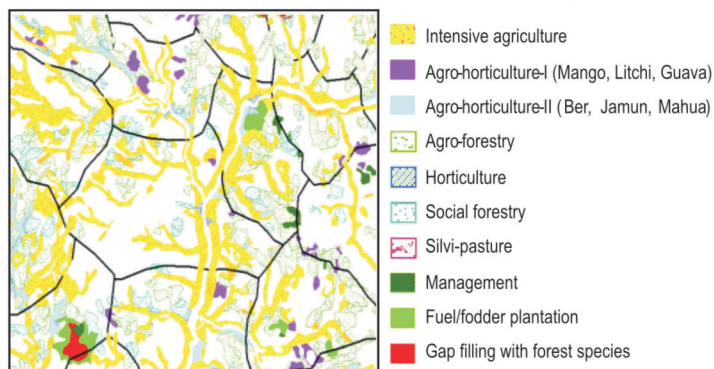 Intensive agriculture
Agro-horticulture-I (Mango, Litchi, Guava)
Agro-horticulture-II (Ber, Jamun, Mahua)
Agro-forestry
Horticulture
Social forestry
Silvi-pasture
Management
Fuel/fodder plantation
Gap filling with forest species